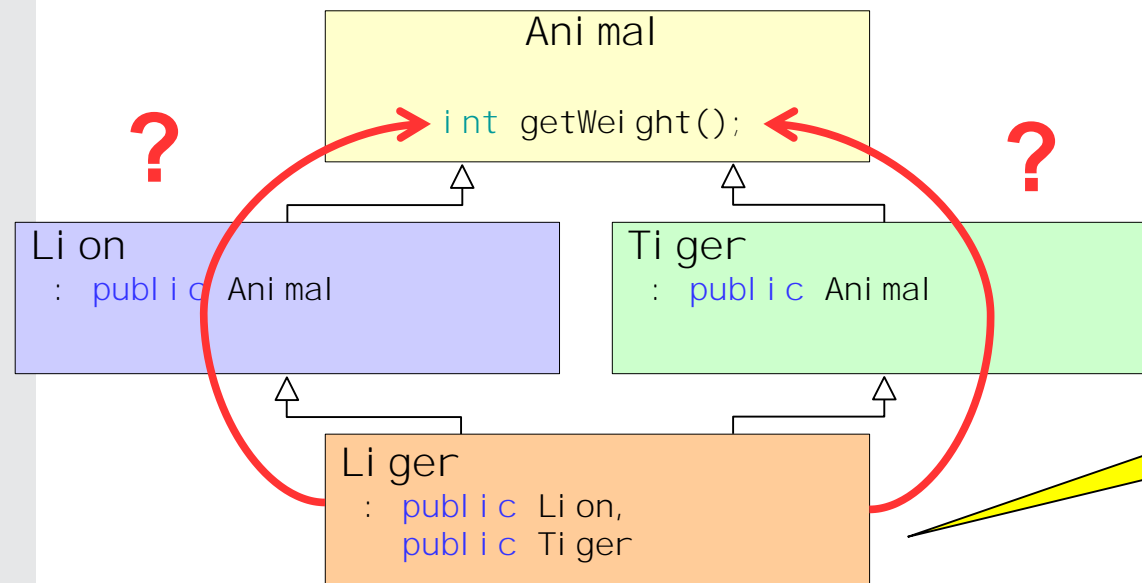 Animal
int getWeight();
?
?
Lion
: public Animal
Tiger
: public Animal
Liger
: public Lion,
public Tiger